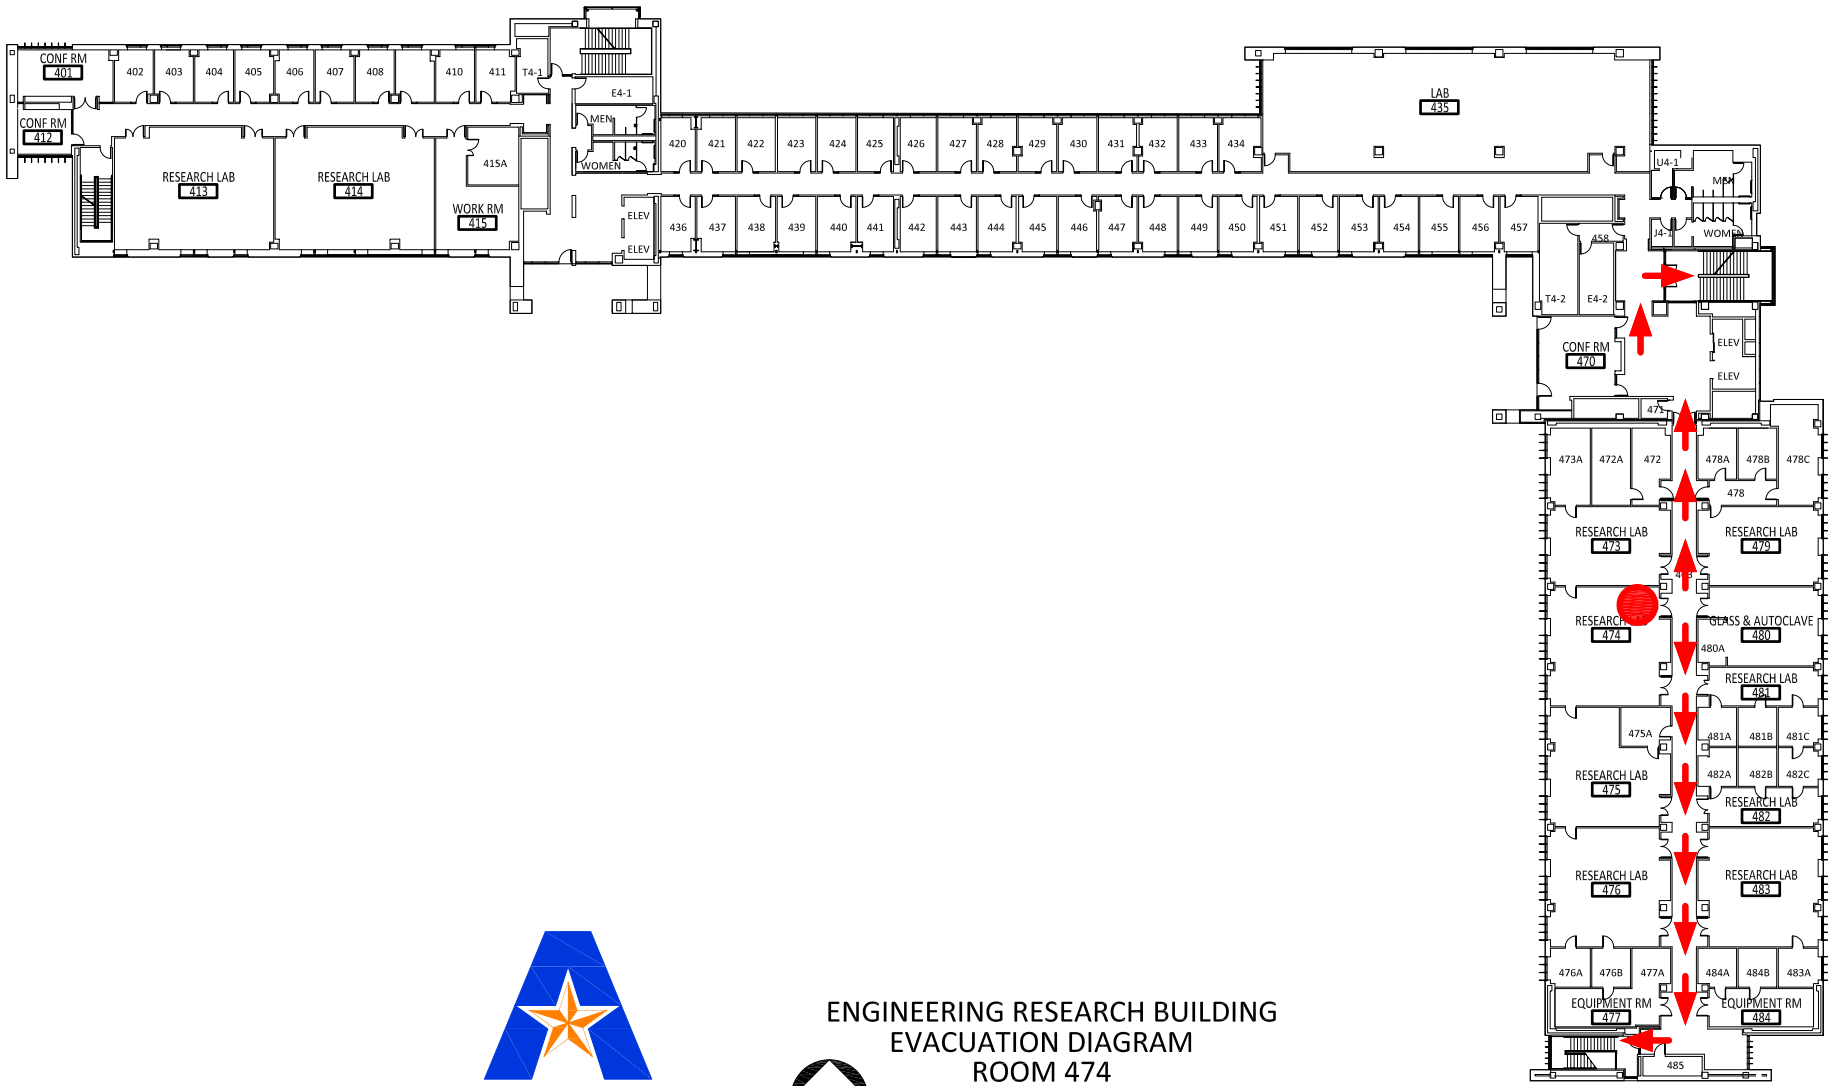 CONF RM
401
402
403
404
405
406
407
408
410
411
T4-1
E4-1
MEN
WOMEN
CONF RM
412
RESEARCH LAB
413
RESEARCH LAB
414
415A
WORK RM
415
ELEV
ELEV
420
421
422
423
424
425
426
427
428
429
430
431
432
433
434
LAB
435
436
437
438
439
440
441
442
443
444
445
446
447
448
449
450
451
452
453
454
455
456
457
458
U4-1
MEN
J4-1
WOMEN
T4-2
E4-2
CONF RM
470
ELEV
ELEV
471
473A
472A
472
478A
478B
478C
478
RESEARCH LAB
473
RESEARCH LAB
479
RESEARCH
474
GLASS & AUTOCLAVE
480
480A
RESEARCH LAB
481
475A
481A
481B
481C
RESEARCH LAB
475
482A
482B
482C
RESEARCH LAB
482
RESEARCH LAB
476
RESEARCH LAB
483
476A
476B
477A
484A
484B
483A
EQUIPMENT RM
477
EQUIPMENT RM
484
485
A
ENGINEERING RESEARCH BUILDING
EVACUATION DIAGRAM
ROOM 474